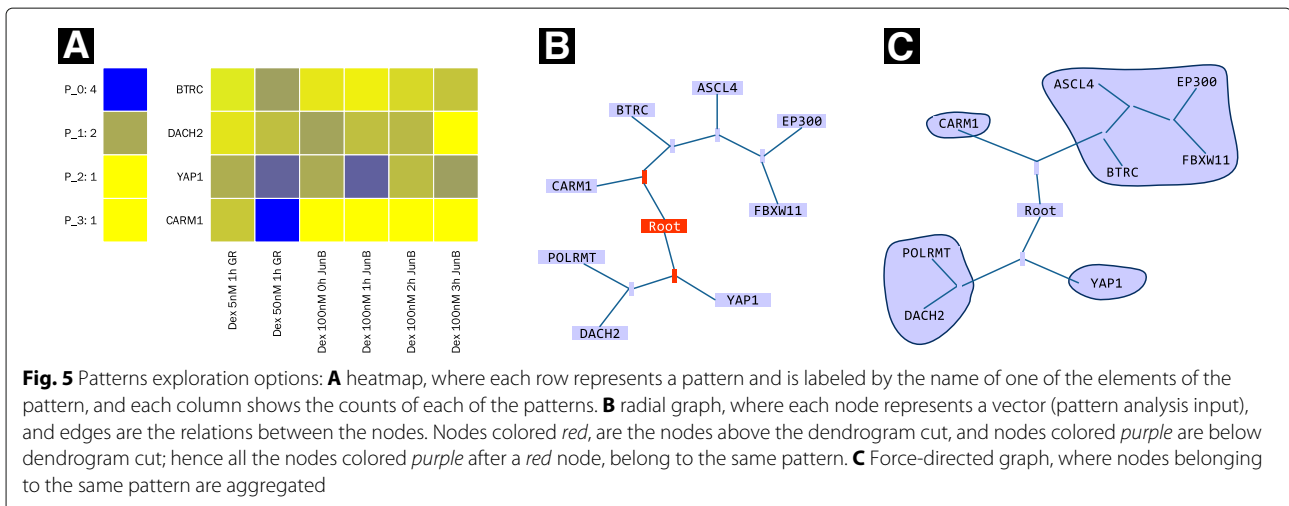 A
B
C
P_0: 4
BTRC
P_1: 2
DACH2
P_2: 1
YAP1
P_3: 1
CARM1
Dex 5nM 1h GR
Dex 50nM 1h GR
Dex 100nM 0h JunB
Dex 100nM 1h JunB
Dex 100nM 2h JunB
Dex 100nM 3h JunB
ASCL4
BTRC
EP300
CARM1
FBXW11
Root
POLRMT
YAP1
DACH2
ASCL4
EP300
CARM1
FBXW11
BTRC
Root
POLRMT
YAP1
DACH2
Fig. 5 Patterns exploration options: A heatmap, where each row represents a pattern and is labeled by the name of one of the elements of the
pattern, and each column shows the counts of each of the patterns. B radial graph, where each node represents a vector (pattern analysis input),
and edges are the relations between the nodes. Nodes colored red, are the nodes above the dendrogram cut, and nodes colored purple are below
dendrogram cut; hence all the nodes colored purple after a red node, belong to the same pattern. C Force-directed graph, where nodes belonging
to the same pattern are aggregated